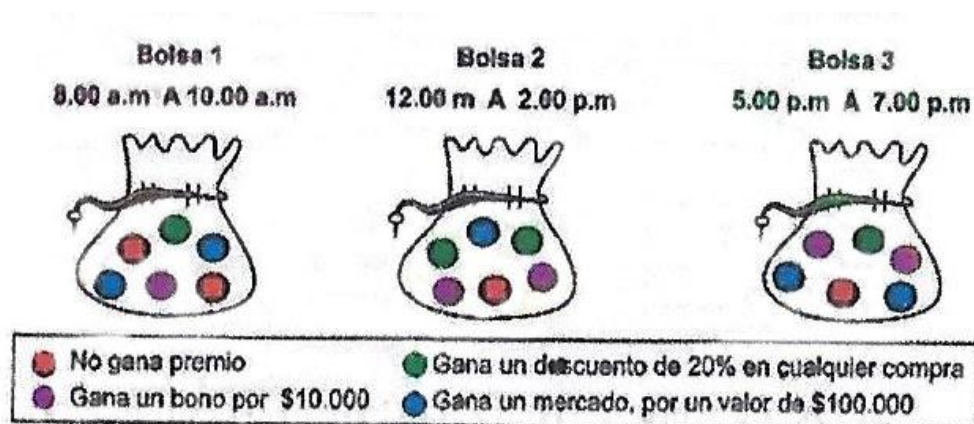 Bolsa 1
8.00 a.m A 10.00 a.m
Bolsa 2
12.00 m A 2.00 p.m
Bolsa 3
5.00 p.m A 7.00 p.m
No gana premio
Gana un descuento de 20% en cualquier compra
Gana un bono por $10.000
Gana un mercado, por un valor de $100.000